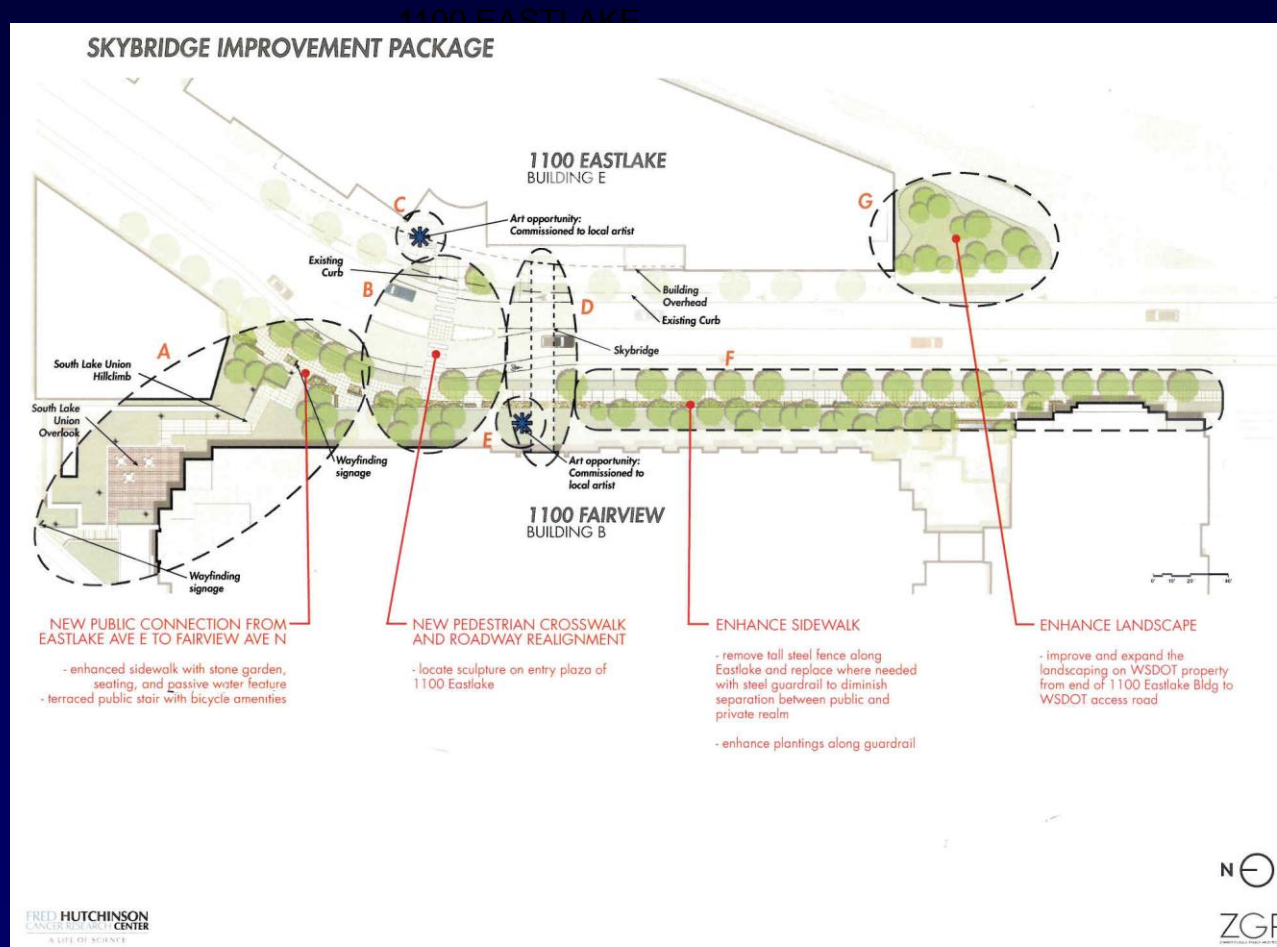 1100 EASTLAKE
SKYBRIDGE IMPROVEMENT PACKAGE
1100 EASTLAKE
BUILDING E
C
Art opportunity:
Commissioned to local artist
G
Existing
Curb
B
Building
Overhead
D
Existing Curb
Skybridge
A
South Lake Union
Hillclimb
F
South Lake
Union
Overlook
E
Wayfinding
signage
Art opportunity:
Commissioned to
local artist
1100 FAIRVIEW
BUILDING B
Wayfinding
signage
0' 10' 20' 40'
NEW PUBLIC CONNECTION FROM
EASTLAKE AVE E TO FAIRVIEW AVE N
- enhanced sidewalk with stone garden,
seating, and passive water feature
- terraced public stair with bicycle amenities
NEW PEDESTRIAN CROSSWALK
AND ROADWAY REALIGNMENT
- locate sculpture on entry plaza of
1100 Eastlake
ENHANCE SIDEWALK
- remove tall steel fence along
Eastlake and replace where needed
with steel guardrail to diminish
separation between public and
private realm
- enhance plantings along guardrail
ENHANCE LANDSCAPE
- improve and expand the
landscaping on WSDOT property
from end of 1100 Eastlake Bldg to
WSDOT access road
N
FRED HUTCHINSON
CANCER RESEARCH CENTER
A LIFE OF SCIENCE